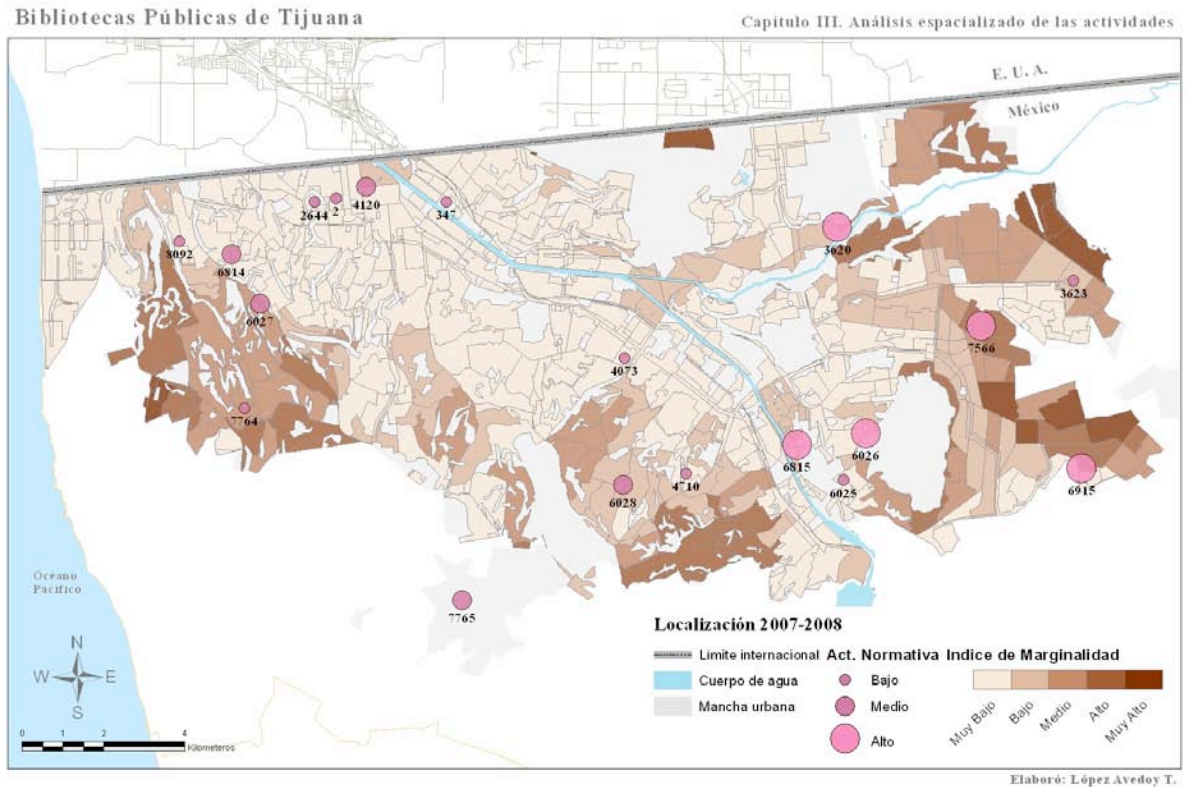 Bibliotecas Públicas de Tijuana
Capítulo III. Análisis espacializado de las actividades
E. U. A.
México
2644
2
4120
347
8092
6814
3620
3623
6027
7566
4073
7764
6815
6026
6028
4710
6025
6915
Océano
Pacífico
7765
N
W E
S
0 1 2 4
Kilometeros
Localización 2007-2008
Límite internacional Act. Normativa Indice de Marginalidad
Cuerpo de agua Bajo
Mancha urbana Medio
Alto
Muy Bajo
Bajo
Medio
Alto
Muy Alto
Elaboró: López Avedoy T.